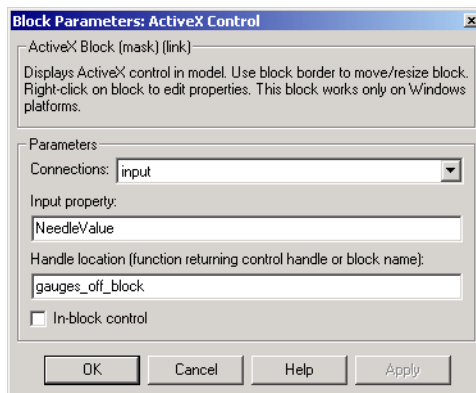 Block Parameters: ActiveX Control
ActiveX Block (mask) (link)
Displays ActiveX control in model. Use block border to move/resize block.
Right-click on block to edit properties. This block works only on Windows
platforms.
Parameters
Connections: input
Input property:
NeedleValue
Handle location (function returning control handle or block name):
gauges_off_block
In-block control
OK Cancel Help Apply